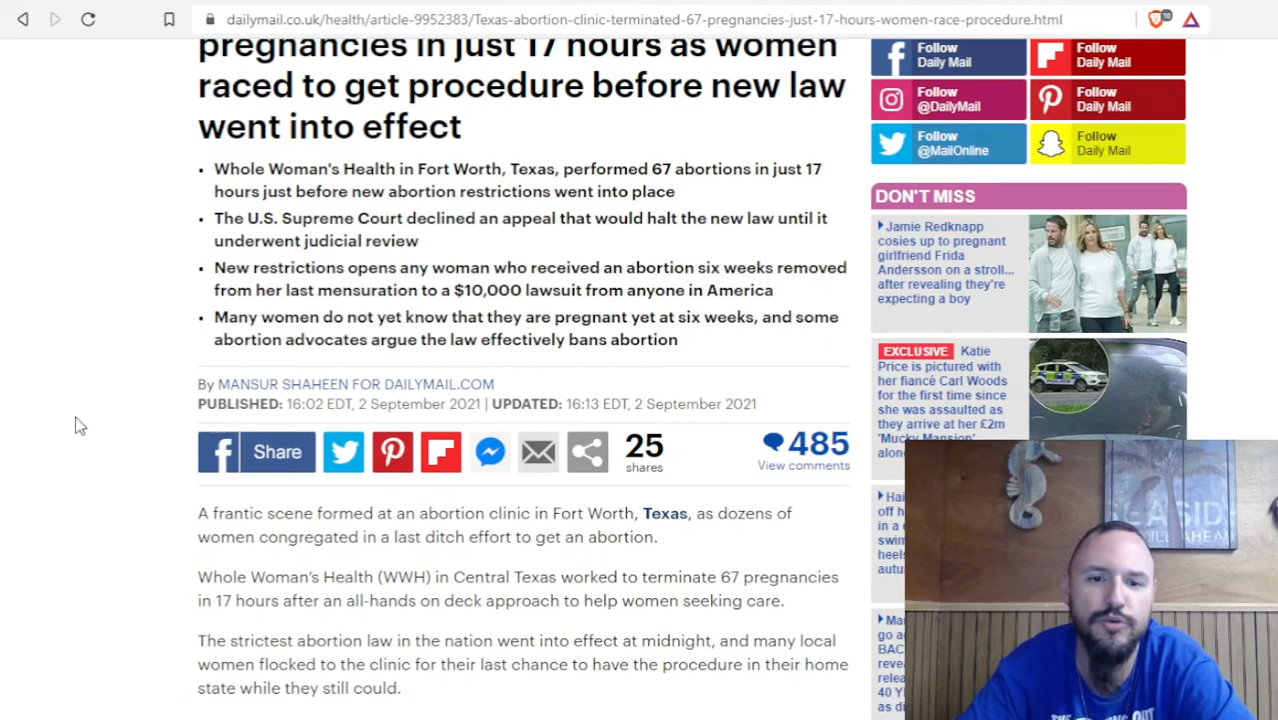 dailymail.co.uk/health/article-9952383/Texas-abortion-clinic-terminated-67-pregnancies-just-17-hours-women-race-procedure.html
10
pregnancies in just 17 hours as women
raced to get procedure before new law
went into effect
• Whole Woman's Health in Fort Worth, Texas, performed 67 abortions in just 17
hours just before new abortion restrictions went into place
• The U.S. Supreme Court declined an appeal that would halt the new law until it
underwent judicial review
• New restrictions opens any woman who received an abortion six weeks removed
from her last mensuration to a $10,000 lawsuit from anyone in America
• Many women do not yet know that they are pregnant yet at six weeks, and some
abortion advocates argue the law effectively bans abortion
By MANSUR SHAHEEN FOR DAILYMAIL.COM
PUBLISHED: 16:02 EDT, 2 September 2021 | UPDATED: 16:13 EDT, 2 September 2021
Share
25
shares
485
View comments
A frantic scene formed at an abortion clinic in Fort Worth, Texas, as dozens of
women congregated in a last ditch effort to get an abortion.
Whole Woman's Health (WWH) in Central Texas worked to terminate 67 pregnancies
in 17 hours after an all-hands on deck approach to help women seeking care.
The strictest abortion law in the nation went into effect at midnight, and many local
women flocked to the clinic for their last chance to have the procedure in their home
state while they still could.
Follow
Daily Mail
Follow
Daily Mail
Follow
@DailyMail
Follow
Daily Mail
Follow
@MailOnline
Follow
Daily Mail
DON'T MISS
Jamie Redknapp
cosies up to pregnant
girlfriend Frida
Andersson on a stroll...
after revealing they're
expecting a boy
EXCLUSIVE Katie
Price is pictured with
her fiancé Carl Woods
for the first time since
she was assaulted as
they arrive at her £2m
'Mucky Mansion'
off h
in a
swim
heels
autu
go a
BAC
reve
relea
40 Y
as d